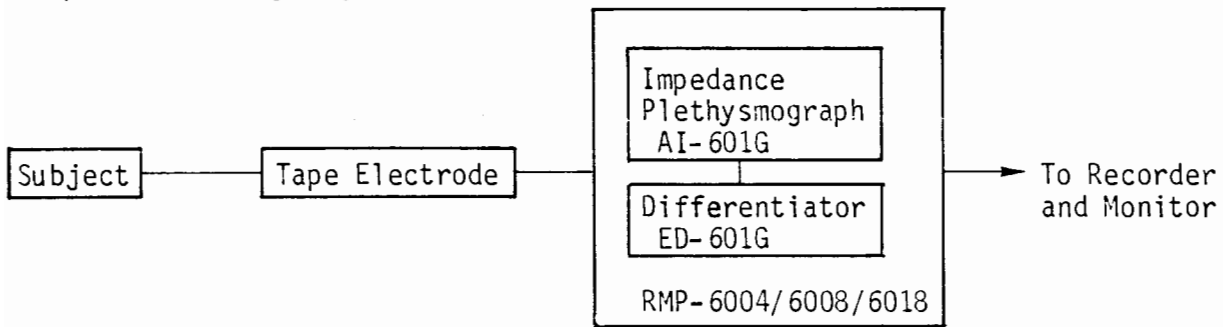 Subject
Tape Electrode
Impedance
Plethysmograph
AI-601G
Differentiator
ED-601G
RMP-6004/6008/6018
To Recorder
and Monitor